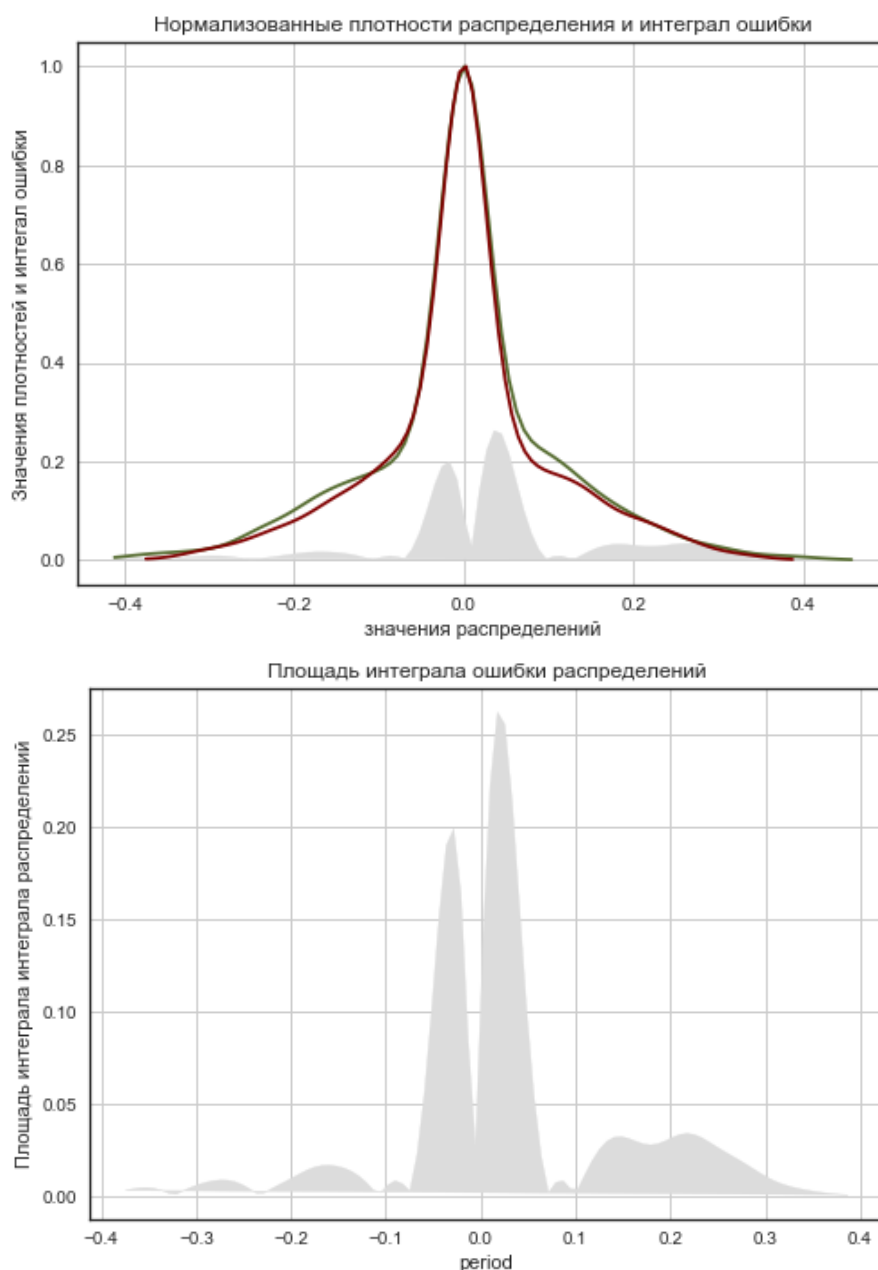 Нормализованные плотности распределения и интеграл ошибки
Значения плотностей и интегал ошибки
1.0
0.8
0.6
0.4
0.2
0.0
−0.4 −0.2 0.0 0.2 0.4
значения распределений
Площадь интеграла ошибки распределений
Площадь интеграла интеграла распределений
0.25
0.20
0.15
0.10
0.05
0.00
−0.4 −0.3 −0.2 −0.1 0.0 0.1 0.2 0.3 0.4
period